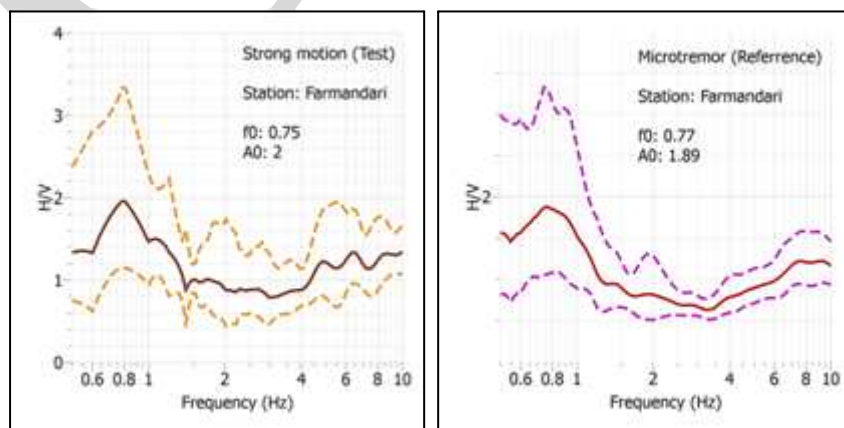 4
3
2
1
0
H/V
Strong motion (Test)
Station: Farmandari
f0: 0.75
A0: 2
0.6 0.8 1 2 4 6 8 10
Frequency (Hz)
2
H/V
Microtremor (Referrence)
Station: Farmandari
f0: 0.77
A0: 1.89
0.6 0.8 1 2 4 6 8 10
Frequency (Hz)